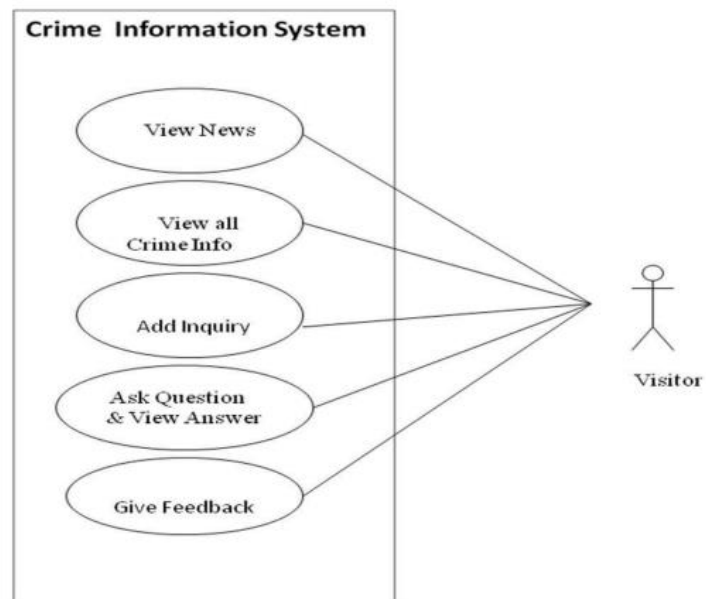 Crime Information System
View News
View all
Crime Info
Add Inquiry
Ask Question
& View Answer
Give Feedback
Visitor